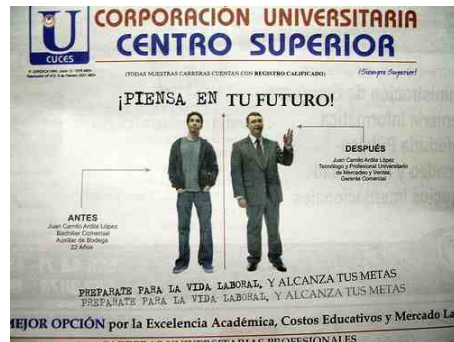 U
CUCES
CORPORACIÓN UNIVERSITARIA
CENTRO SUPERIOR
(TODAS NUESTRAS CARRERAS CUENTAN CON REGISTRO CALIFICADO)
¡Siempre Superior!
¡PIENSA EN TU FUTURO!
DESPUÉS
Juan Camilo Ardila López
Tecnólogo y Profesional Universitario
de Mercadeo y Ventas,
Gerente Comercial
ANTES
Juan Camilo Ardila López
Bachiller Comercial
Auxiliar de Bodega
22 Años
PREPARATE PARA LA VIDA LABORAL, Y ALCANZA TUS METAS
PREPARATE PARA LA VIDA LABORAL, Y ALCANZA TUS METAS
MEJOR OPCIÓN por la Excelencia Académica, Costos Educativos y Mercado La
CARRERAS UNIVERSITARIAS PROFESIONALES